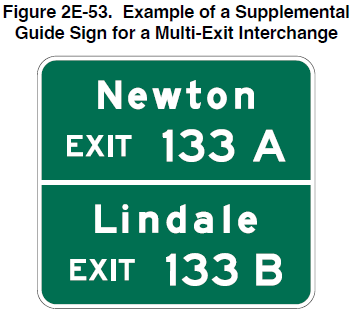 Figure 2E-53. Example of a Supplemental
Guide Sign for a Multi-Exit Interchange
Newton
EXIT 133 A
Lindale
EXIT 133 B